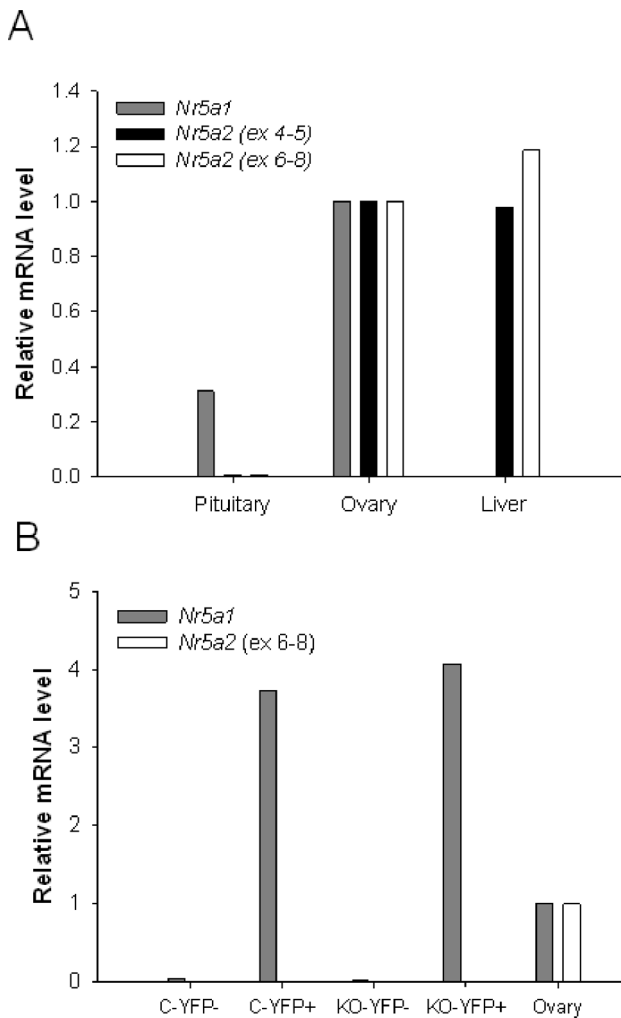 A
1.4
1.2
1.0
0.8
0.6
0.4
0.2
0.0
Relative mRNA level
Nr5a1
Nr5a2 (ex 4-5)
Nr5a2 (ex 6-8)
Pituitary Ovary Liver
B
5
4
3
2
1
0
Relative mRNA level
Nr5a1
Nr5a2 (ex 6-8)
C-YFP- C-YFP+ KO-YFP- KO-YFP+ Ovary